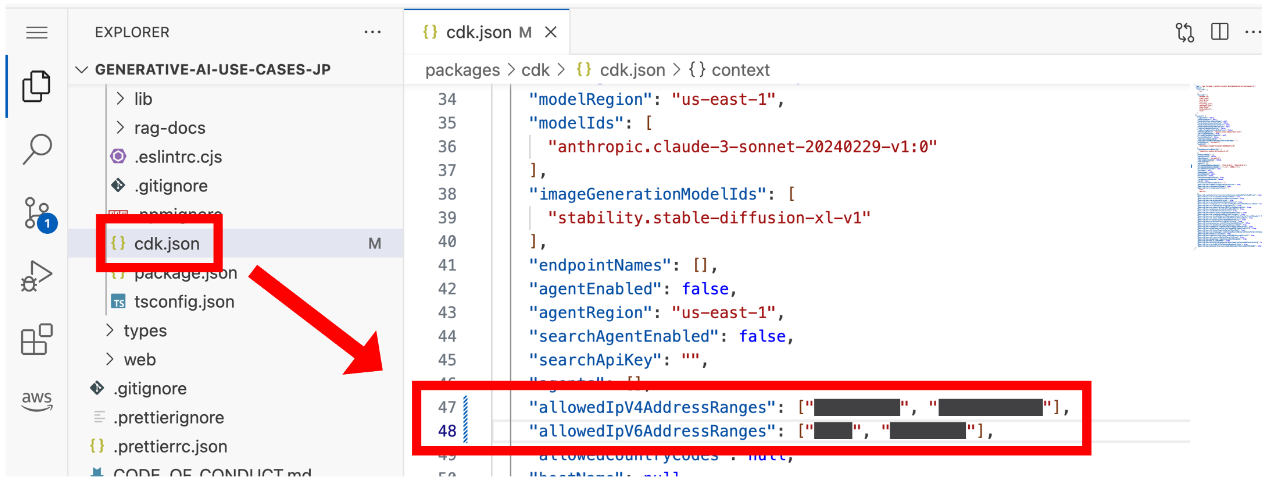 EXPLORER
GENERATIVE-AI-USE-CASES-JP
lib
rag-docs
.eslintrc.cjs
.gitignore
.npmignore
{} cdk.json M
{} package.json
TS tsconfig.json
types
web
.gitignore
.prettierignore
{} .prettierrc.json
CODE_OF_CONDUCT.md
1
aws
{} cdk.json M
packages > cdk > {} cdk.json > {} context
34 "modelRegion": "us-east-1",
35 "modelIds": [
36 "anthropic.claude-3-sonnet-20240229-v1:0"
37 ],
38 "imageGenerationModelIds": [
39 "stability.stable-diffusion-xl-v1"
40 ],
41 "endpointNames": [],
42 "agentEnabled": false,
43 "agentRegion": "us-east-1",
44 "searchAgentEnabled": false,
45 "searchApiKey": "",
46 "agents": [],
47 "allowedIpV4AddressRanges": ["", ""],
48 "allowedIpV6AddressRanges": ["", ""],
49 "allowedCountryCodes": null,
50 "hostName": null,